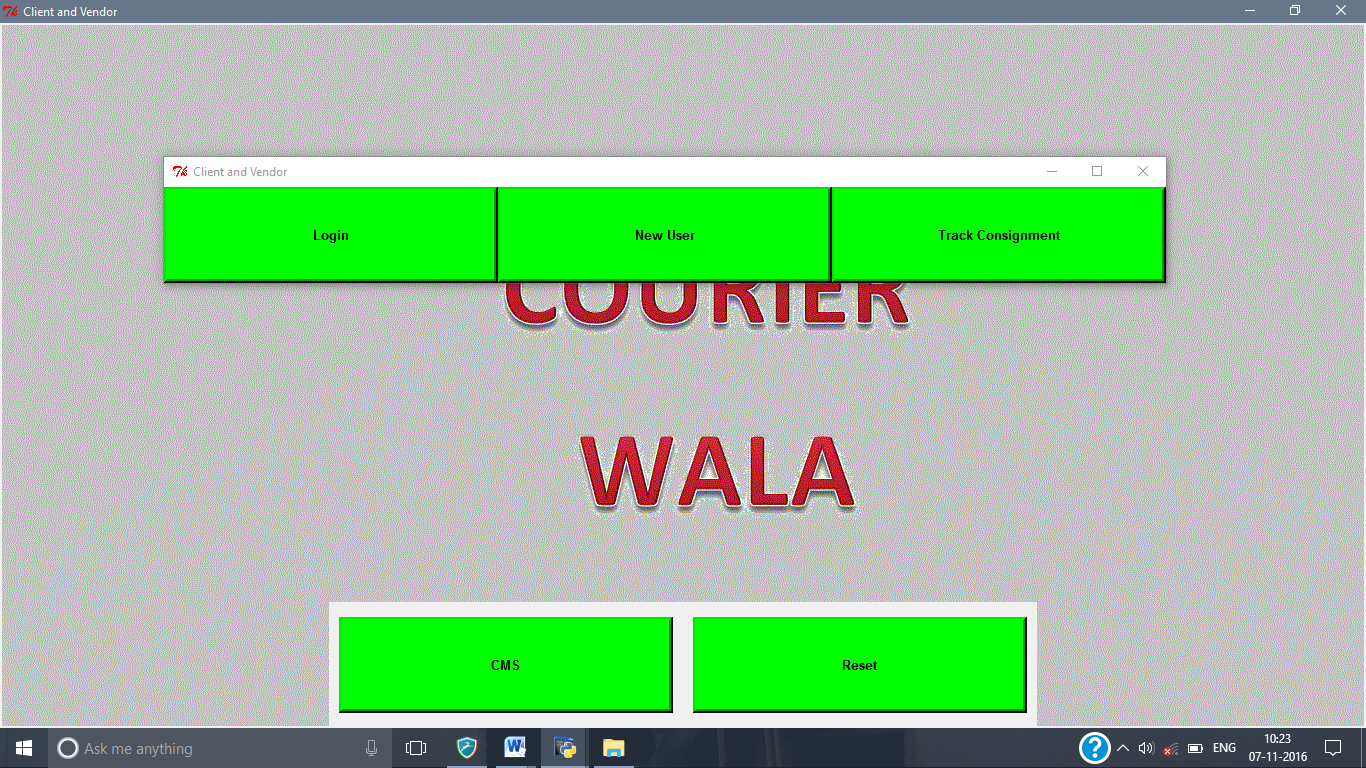 Client and Vendor
Client and Vendor
Login New User Track Consignment
COURIER
WALA
CMS Reset
Ask me anything
ENG
10:23
07-11-2016